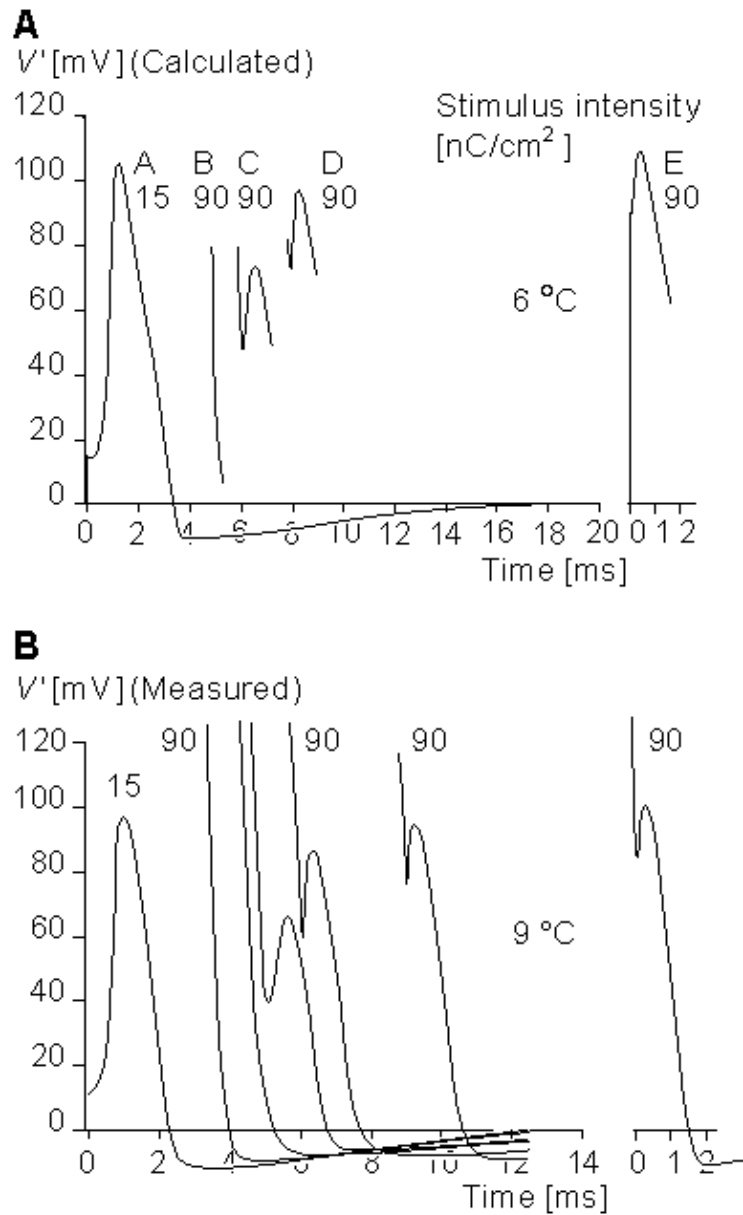 A
V' [mV] (Calculated)
120
Stimulus intensity
[nC/cm² ]
100
A B C D E
15 90 90 90 90
80
60
6 °C
40
20
0
0 2 4 6 8 10 12 14 16 18 20 0 1 2
Time [ms]
B
V' [mV] (Measured)
120
90 90 90 90
15
100
80
60
9 °C
40
20
0
0 2 4 6 8 10 12 14 0 1 2
Time [ms]